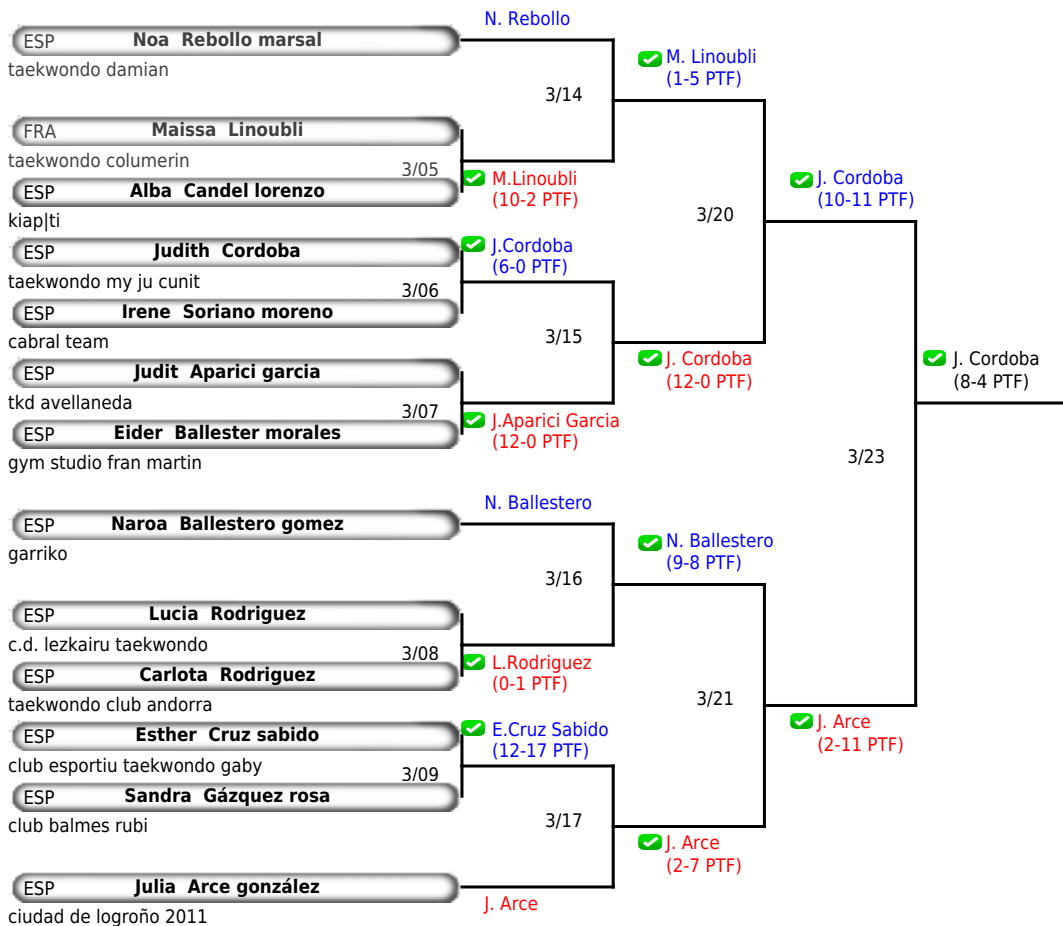 N. Rebollo
ESP Noa Rebollo marsal
taekwondo damian
M. Linoubli
(1-5 PTF)
3/14
FRA Maissa Linoubli
taekwondo columerin
3/05
M.Linoubli
(10-2 PTF)
ESP Alba Candel lorenzo
kiap|ti
J. Cordoba
(10-11 PTF)
3/20
ESP Judith Cordoba
J.Cordoba
(6-0 PTF)
taekwondo my ju cunit
3/06
ESP Irene Soriano moreno
cabral team
3/15
J. Cordoba
(12-0 PTF)
J. Cordoba
(8-4 PTF)
ESP Judit Aparici garcia
tkd avellaneda
3/07
J.Aparici Garcia
(12-0 PTF)
ESP Eider Ballester morales
gym studio fran martin
3/23
N. Ballestero
ESP Naroa Ballestero gomez
garriko
N. Ballestero
(9-8 PTF)
3/16
ESP Lucia Rodriguez
c.d. lezkairu taekwondo
3/08
L.Rodriguez
(0-1 PTF)
ESP Carlota Rodriguez
taekwondo club andorra
3/21
J. Arce
(2-11 PTF)
ESP Esther Cruz sabido
E.Cruz Sabido
(12-17 PTF)
club esportiu taekwondo gaby
3/09
ESP Sandra Gázquez rosa
club balmes rubi
3/17
J. Arce
(2-7 PTF)
ESP Julia Arce gonzález
J. Arce
ciudad de logroño 2011